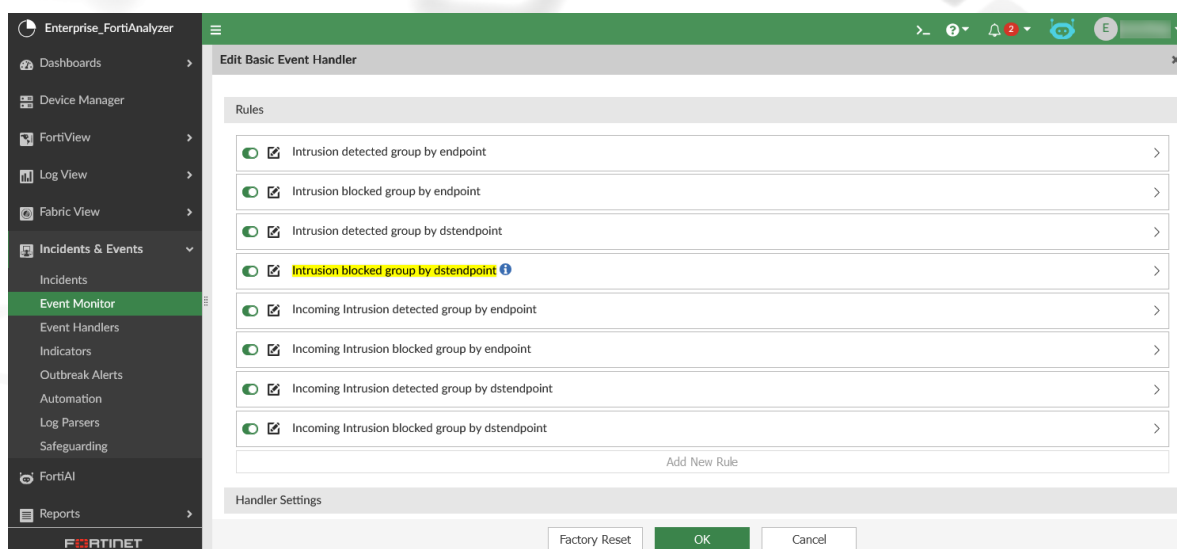 Enterprise_FortiAnalyzer
2
E
Dashboards
Edit Basic Event Handler
Device Manager
Rules
FortiView
Intrusion detected group by endpoint
Log View
Intrusion blocked group by endpoint
Fabric View
Intrusion detected group by dstendpoint
Incidents & Events
Intrusion blocked group by dstendpoint
Incidents
Event Monitor
Incoming Intrusion detected group by endpoint
Event Handlers
Indicators
Incoming Intrusion blocked group by endpoint
Outbreak Alerts
Incoming Intrusion detected group by dstendpoint
Automation
Log Parsers
Incoming Intrusion blocked group by dstendpoint
Safeguarding
Add New Rule
FortiAI
Handler Settings
Reports
Factory Reset
OK
Cancel
FORTINET